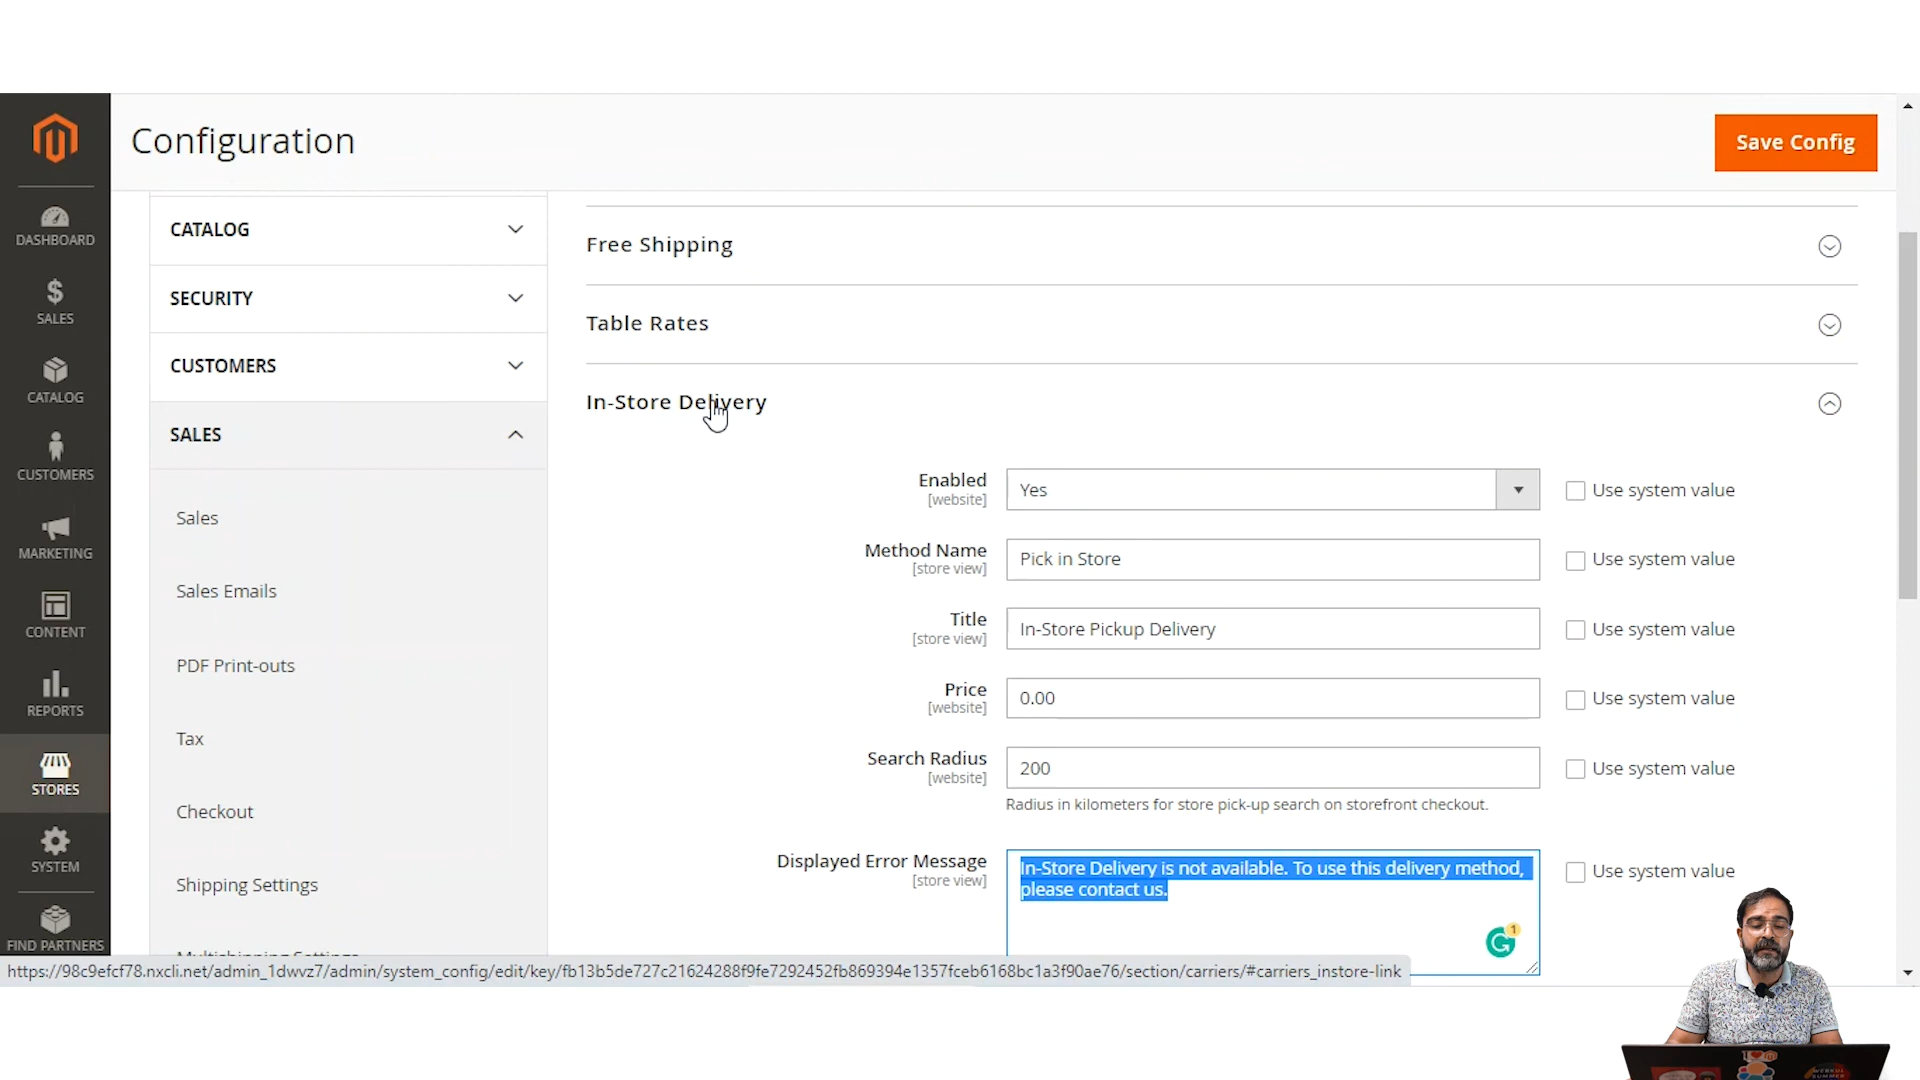 Configuration
Save Config
DASHBOARD
SALES
CATALOG
CUSTOMERS
MARKETING
CONTENT
REPORTS
STORES
SYSTEM
FIND PARTNERS
CATALOG
SECURITY
CUSTOMERS
SALES
Sales
Sales Emails
PDF Print-outs
Tax
Checkout
Shipping Settings
Multishipping Settings
Free Shipping
Table Rates
In-Store Delivery
Enabled
[website]
Yes
Use system value
Method Name
[store view]
Pick in Store
Use system value
Title
[store view]
In-Store Pickup Delivery
Use system value
Price
[website]
0.00
Use system value
Search Radius
[website]
200
Use system value
Radius in kilometers for store pick-up search on storefront checkout.
Displayed Error Message
[store view]
In-Store Delivery is not available. To use this delivery method,
please contact us.
1
Use system value
https://98c9efcf78.nxcli.net/admin_1dwvz7/admin/system_config/edit/key/fb13b5de727c21624288f9fe7292452fb869394e1357fceb6168bc1a3f90ae76/section/carriers/#carriers_instore-link